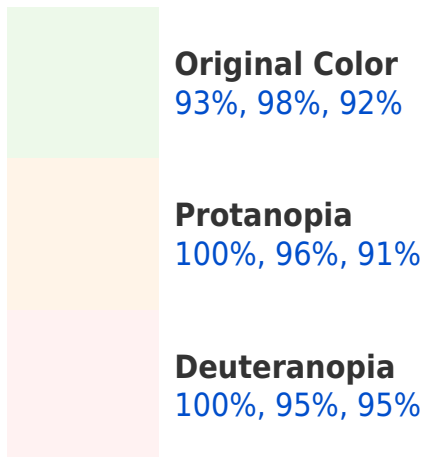 Original Color
93%, 98%, 92%
Protanopia
100%, 96%, 91%
Deuteranopia
100%, 95%, 95%